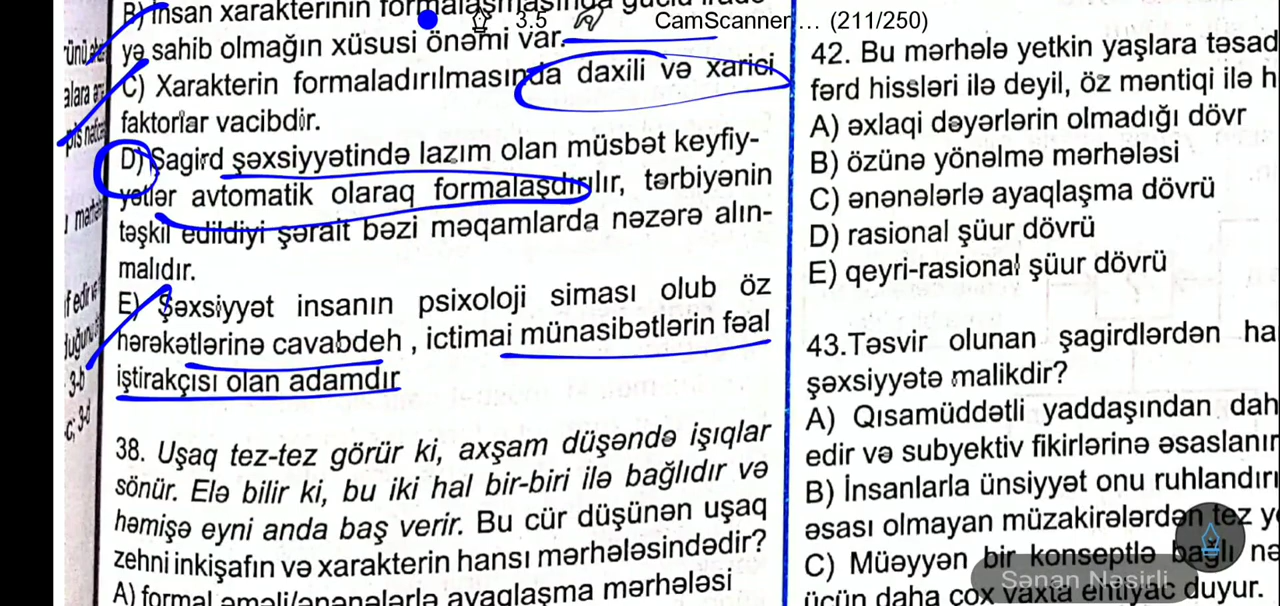 3.5
CamScanner ... (211/250)
B) İnsan xarakterinin formalaşmasında güclü iradə
yə sahib olmağın xüsusi önəmi var.
C) Xarakterin formaladırılmasında daxili və xarici
faktorlar vacibdir.
D) Şagird şəxsiyyətində lazım olan müsbət keyfiy-
yətlər avtomatik olaraq formalaşdırılır, tərbiyənin
təşkil edildiyi şərait bəzi məqamlarda nəzərə alın-
malıdır.
E) Şəxsiyyət insanın psixoloji siması olub öz
hərəkətlərinə cavabdeh , ictimai münasibətlərin fəal
iştirakçısı olan adamdır
38. Uşaq tez-tez görür ki, axşam düşəndə işıqlar
sönür. Elə bilir ki, bu iki hal bir-biri ilə bağlıdır və
həmişə eyni anda baş verir. Bu cür düşünən uşaq
zehni inkişafın və xarakterin hansı mərhələsindədir?
A) formal əməli/ənənələrlə ayaqlaşma mərhələsi
42. Bu mərhələ yetkin yaşlara təsad
fərd hissləri ilə deyil, öz məntiqi ilə h
A) əxlaqi dəyərlərin olmadığı dövr
B) özünə yönəlmə mərhələsi
C) ənənələrlə ayaqlaşma dövrü
D) rasional şüur dövrü
E) qeyri-rasional şüur dövrü
43.Təsvir olunan şagirdlərdən ha
şəxsiyyətə malikdir?
A) Qısamüddətli yaddaşından dah
edir və subyektiv fikirlərinə əsaslanır
B) İnsanlarla ünsiyyət onu ruhlandırı
əsası olmayan müzakirələrdən tez y
C) Müəyyən bir konseptlə bağlı nə
üçün daha çox vaxta ehtiyac duyur.
Sənan Nəsirli